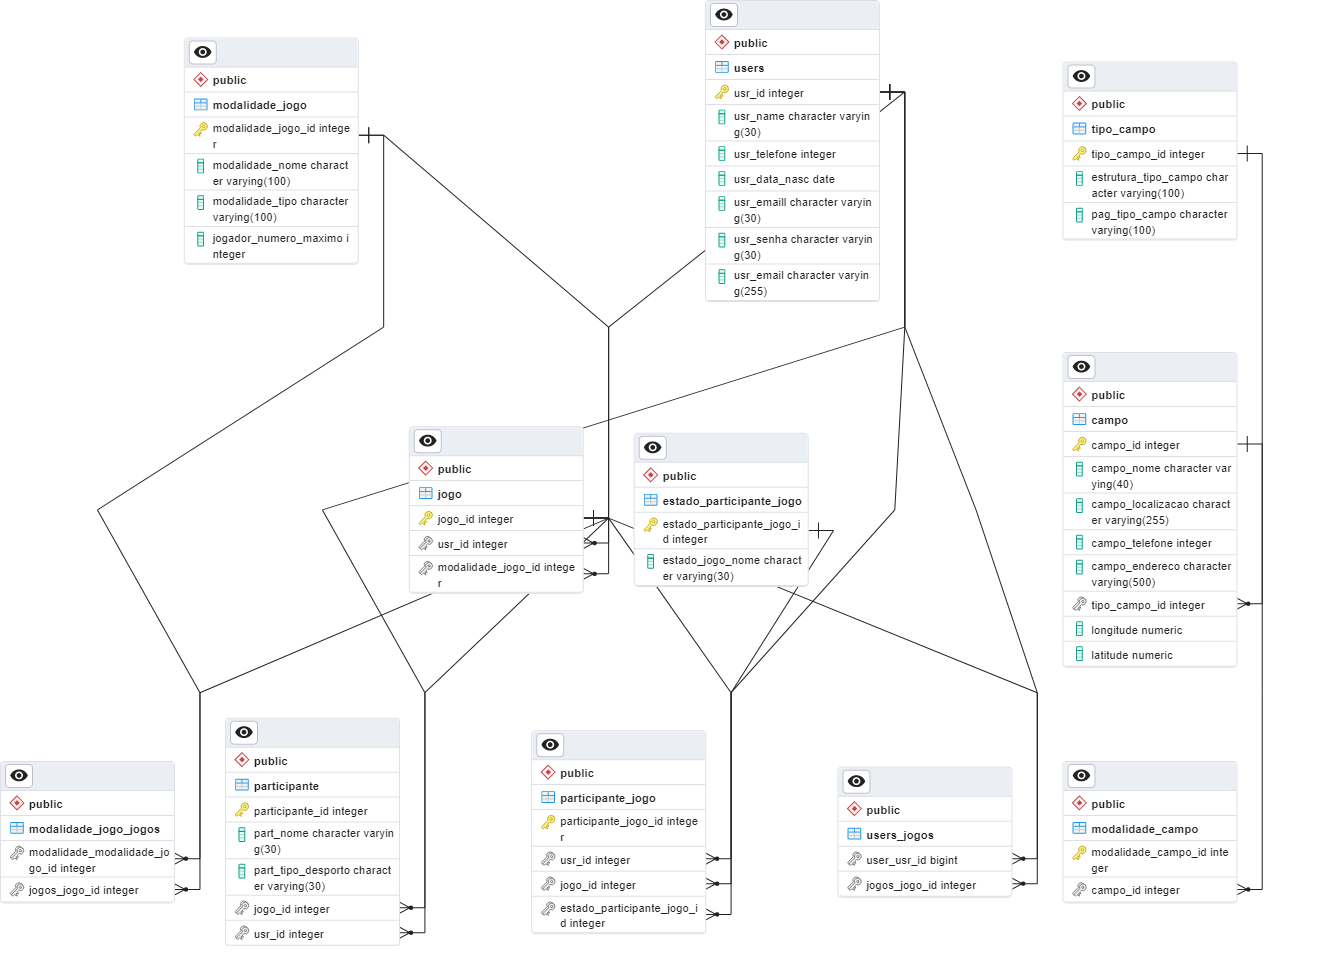 public
modalidade_jogo
modalidade_jogo_id intege
r
modalidade_nome charact
er varying(100)
modalidade_tipo character
varying(100)
jogador_numero_maximo i
nteger
public
users
usr_id integer
usr_name character varyin
g(30)
usr_telefone integer
usr_data_nasc date
usr_emaill character varyin
g(30)
usr_senha character varyin
g(30)
usr_email character varyin
g(255)
public
tipo_campo
tipo_campo_id integer
estrutura_tipo_campo char
acter varying(100)
pag_tipo_campo character
varying(100)
public
jogo
jogo_id integer
usr_id integer
modalidade_jogo_id intege
r
public
estado_participante_jogo
estado_participante_jogo_i
d integer
estado_jogo_nome charact
er varying(30)
public
campo
campo_id integer
campo_nome character var
ying(40)
campo_localizacao charact
er varying(255)
campo_telefone integer
campo_endereco character
varying(500)
tipo_campo_id integer
longitude numeric
latitude numeric
public
modalidade_jogo_jogos
modalidade_modalidade_jo
go_id integer
jogos_jogo_id integer
public
participante
participante_id integer
part_nome character varyin
g(30)
part_tipo_desporto charact
er varying(30)
jogo_id integer
usr_id integer
public
participante_jogo
participante_jogo_id intege
r
usr_id integer
jogo_id integer
estado_participante_jogo_i
d integer
public
users_jogos
user_usr_id bigint
jogos_jogo_id integer
public
modalidade_campo
modalidade_campo_id inte
ger
campo_id integer